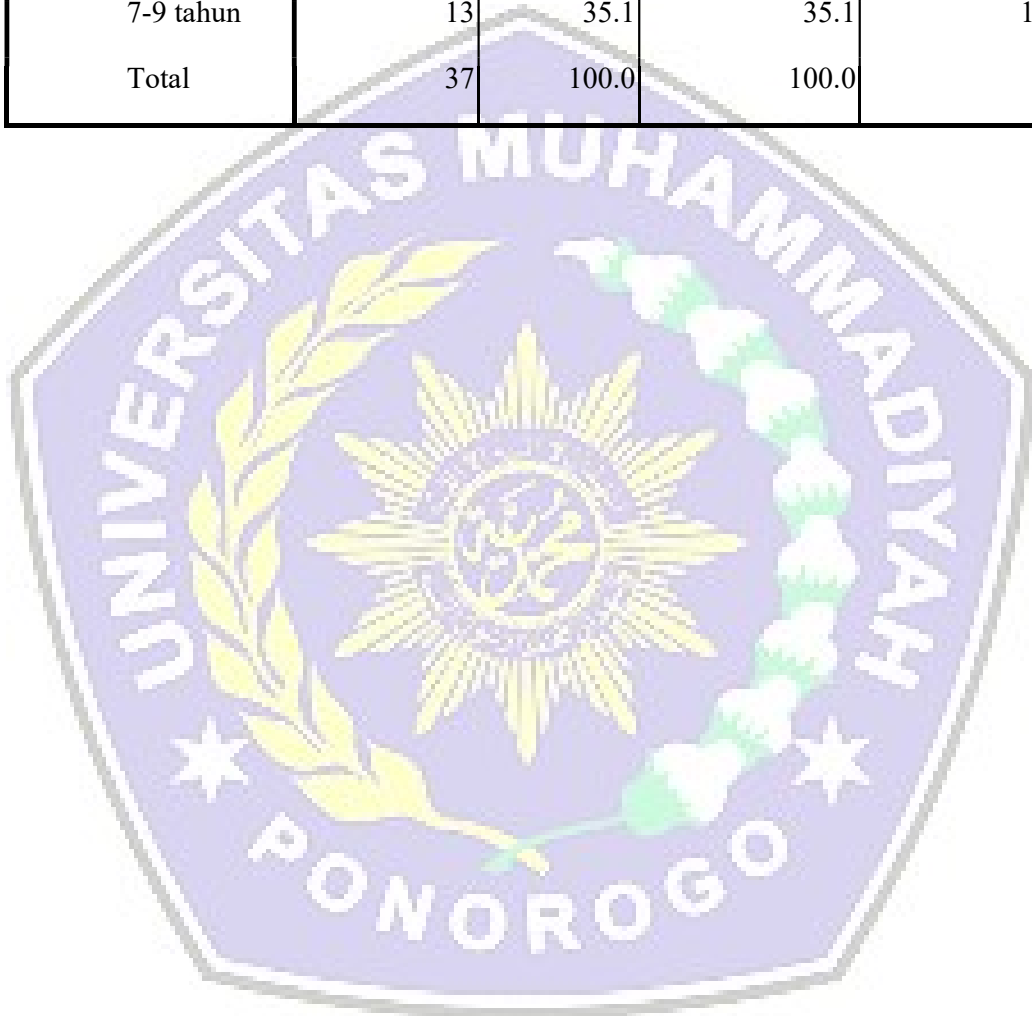 7-9 tahun 13 35.1 35.1 1
Total 37 100.0 100.0
UNIVERSITAS MUHAMMADIYAH
PONOROGO